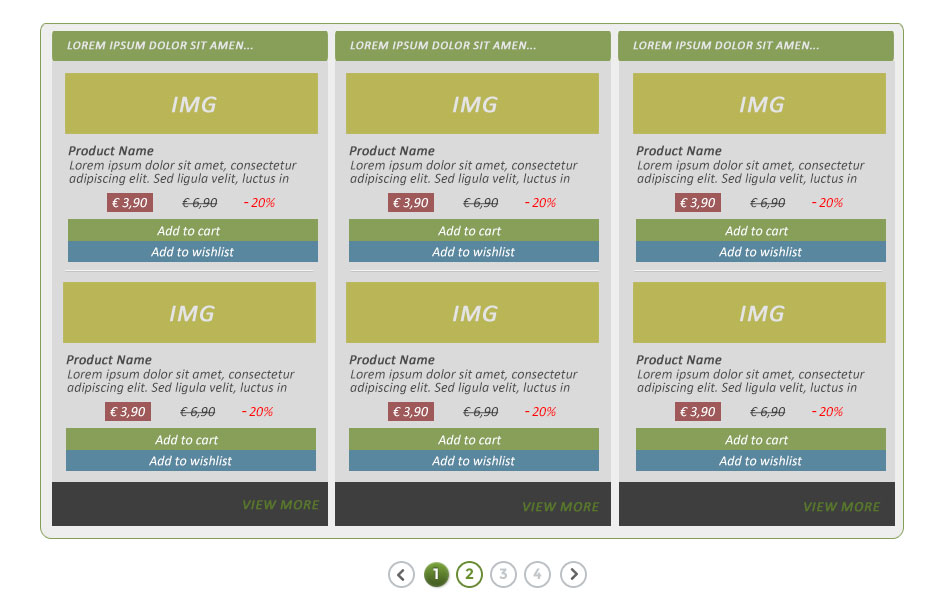 LOREM IPSUM DOLOR SIT AMEN...
IMG
Product Name
Lorem ipsum dolor sit amet, consectetur
adipiscing elit. Sed ligula velit, luctus in
€ 3,90 € 6,90 - 20%
Add to cart
Add to wishlist
IMG
Product Name
Lorem ipsum dolor sit amet, consectetur
adipiscing elit. Sed ligula velit, luctus in
€ 3,90 € 6,90 - 20%
Add to cart
Add to wishlist
VIEW MORE
LOREM IPSUM DOLOR SIT AMEN...
IMG
Product Name
Lorem ipsum dolor sit amet, consectetur
adipiscing elit. Sed ligula velit, luctus in
€ 3,90 € 6,90 - 20%
Add to cart
Add to wishlist
IMG
Product Name
Lorem ipsum dolor sit amet, consectetur
adipiscing elit. Sed ligula velit, luctus in
€ 3,90 € 6,90 - 20%
Add to cart
Add to wishlist
VIEW MORE
LOREM IPSUM DOLOR SIT AMEN...
IMG
Product Name
Lorem ipsum dolor sit amet, consectetur
adipiscing elit. Sed ligula velit, luctus in
€ 3,90 € 6,90 - 20%
Add to cart
Add to wishlist
IMG
Product Name
Lorem ipsum dolor sit amet, consectetur
adipiscing elit. Sed ligula velit, luctus in
€ 3,90 € 6,90 - 20%
Add to cart
Add to wishlist
VIEW MORE
1 2 3 4